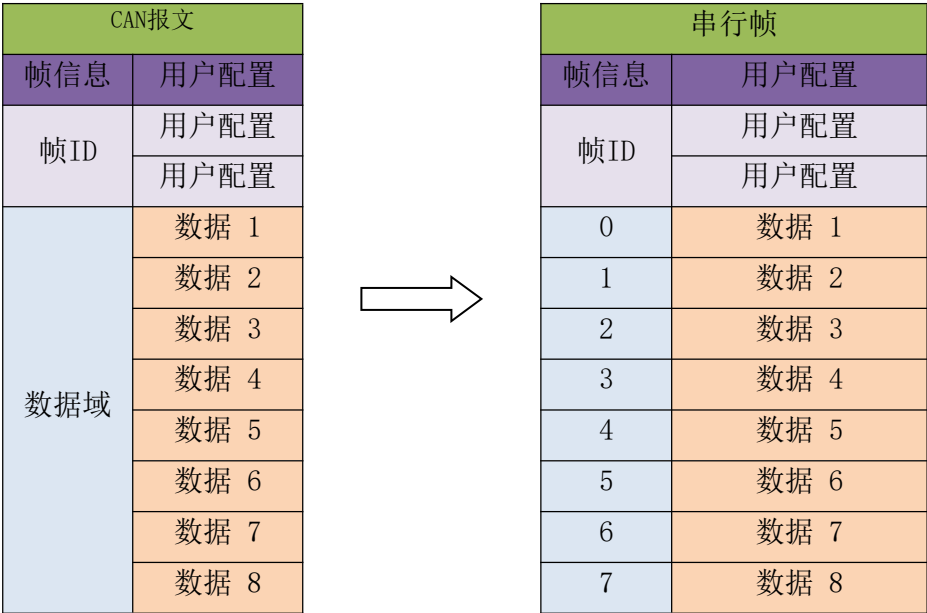 CAN报文
帧信息 用户配置
帧ID 用户配置
用户配置
数据域 数据 1
数据 2
数据 3
数据 4
数据 5
数据 6
数据 7
数据 8
串行帧
帧信息 用户配置
帧ID 用户配置
用户配置
0 数据 1
1 数据 2
2 数据 3
3 数据 4
4 数据 5
5 数据 6
6 数据 7
7 数据 8